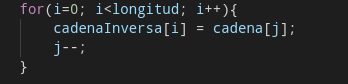 for(i=0; i<longitud; i++){
    cadenaInversa[i] = cadena[j];
    j--;
}